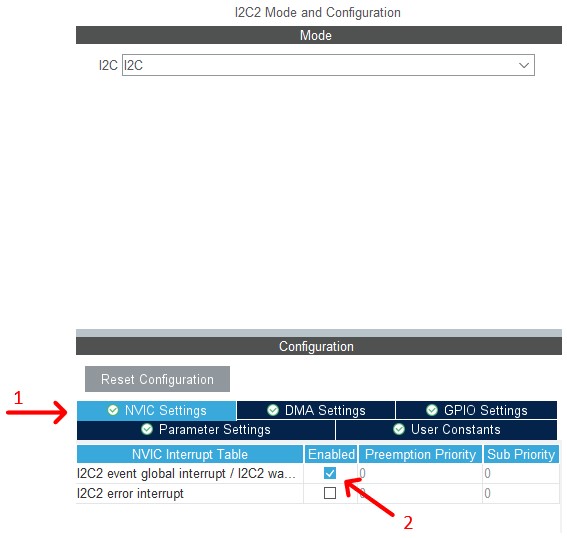 I2C2 Mode and Configuration
Mode
I2C I2C
Configuration
Reset Configuration
1
NVIC Settings DMA Settings GPIO Settings
Parameter Settings User Constants
NVIC Interrupt Table Enabled Preemption Priority Sub Priority
I2C2 event global interrupt / I2C2 wa... 0 0
I2C2 error interrupt 0 0
2